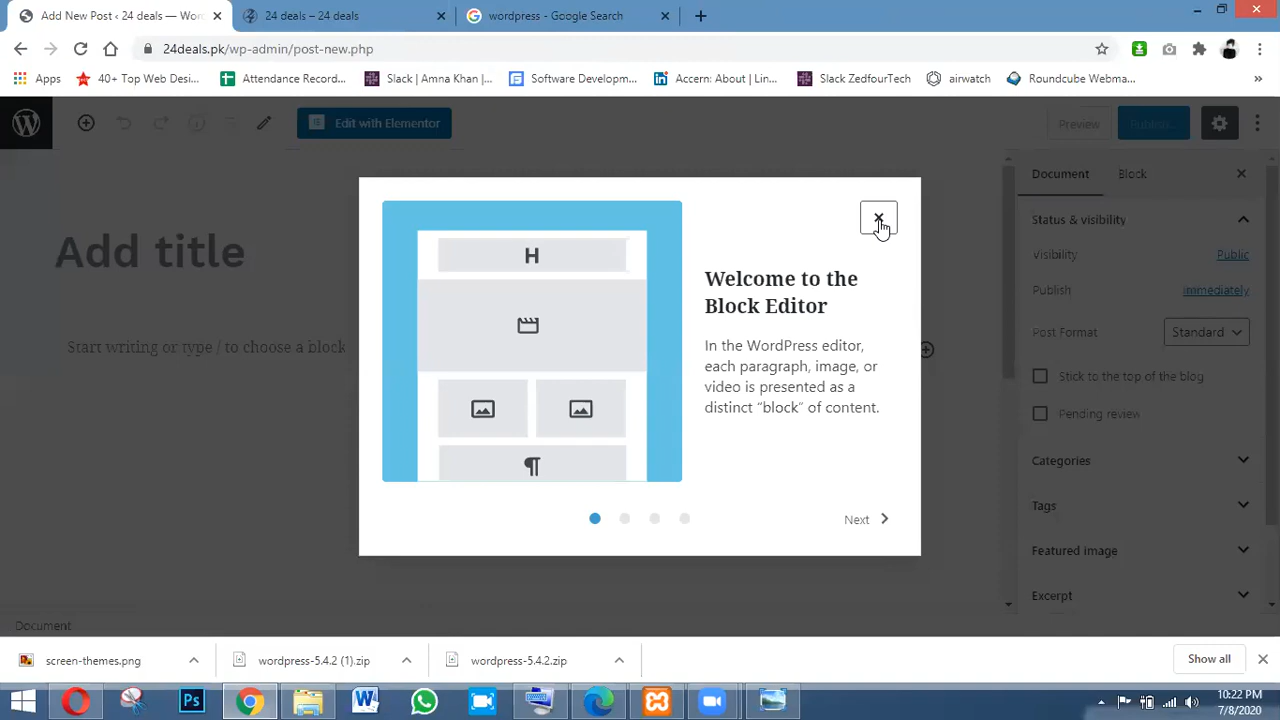 Add New Post ‹ 24 deals — Wor
24 deals – 24 deals
wordpress - Google Search
24deals.pk/wp-admin/post-new.php
Apps
40+ Top Web Desi...
Attendance Record...
Slack | Amna Khan |...
Software Developm...
Accern: About | Lin...
Slack ZedfourTech
airwatch
Roundcube Webma...
»
Edit with Elementor
Preview
Publish...
Document
Block
Add title
Start writing or type / to choose a block
H
Welcome to the
Block Editor
In the WordPress editor,
each paragraph, image, or
video is presented as a
distinct “block” of content.
Next
Status & visibility
Visibility
Public
Publish
Immediately
Post Format
Standard
Stick to the top of the blog
Pending review
Categories
Tags
Featured image
Excerpt
Document
screen-themes.png
wordpress-5.4.2 (1).zip
wordpress-5.4.2.zip
Show all
Ps
10:22 PM
7/8/2020